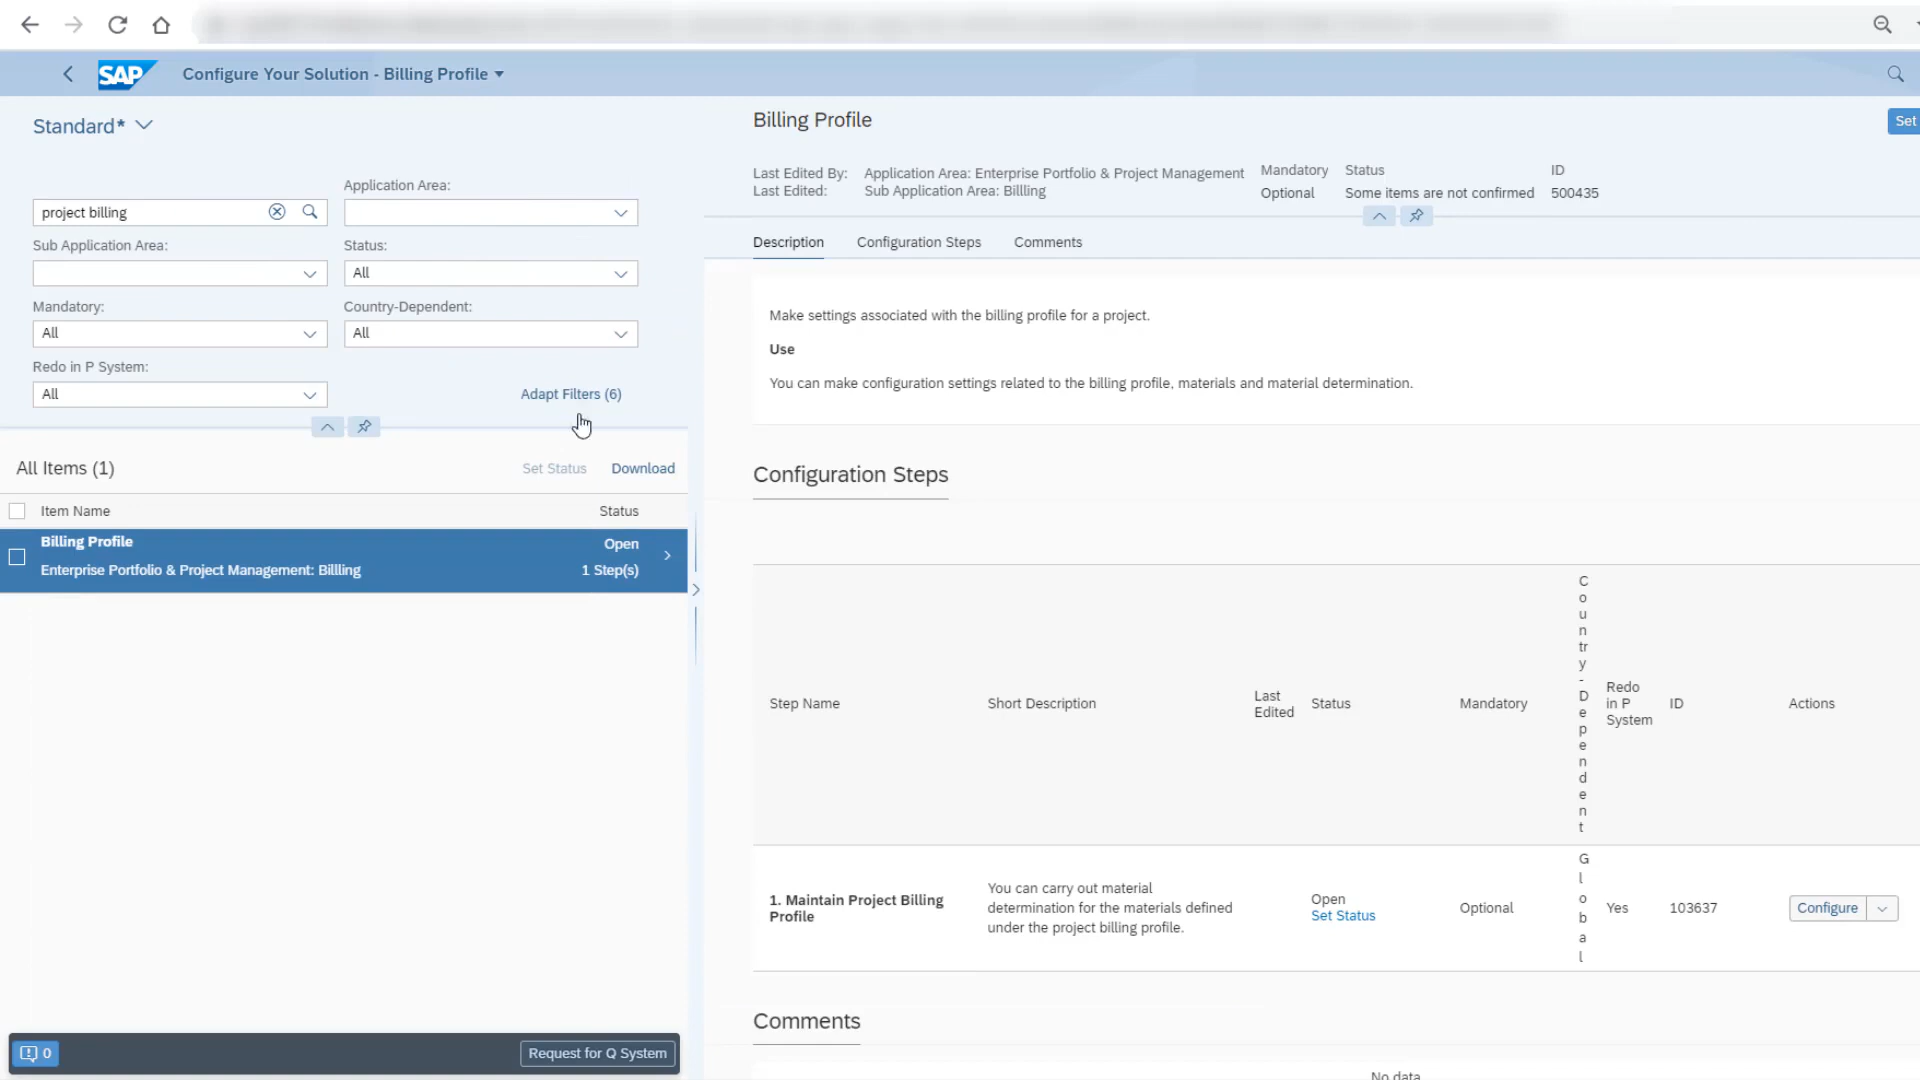 SAP Configure Your Solution - Billing Profile
Standard*
Application Area:
project billing
Sub Application Area:
Status:
All
Mandatory:
Country-Dependent:
All
All
Redo in P System:
All
Adapt Filters (6)
All Items (1)
Set Status
Download
Item Name
Status
Billing Profile
Open
Enterprise Portfolio & Project Management: Billling
1 Step(s)
0
Request for Q System
Billing Profile
Set
Last Edited By:
Application Area: Enterprise Portfolio & Project Management
Mandatory
Status
ID
Last Edited:
Sub Application Area: Billling
Optional
Some items are not confirmed
500435
Description
Configuration Steps
Comments
Make settings associated with the billing profile for a project.
Use
You can make configuration settings related to the billing profile, materials and material determination.
Configuration Steps
Step Name
Short Description
Last
Edited
Status
Mandatory
Country-Dependent
Redo
in P
System
ID
Actions
1. Maintain Project Billing
Profile
You can carry out material
determination for the materials defined
under the project billing profile.
Open
Set Status
Optional
Global
Yes
103637
Configure
Comments
No data